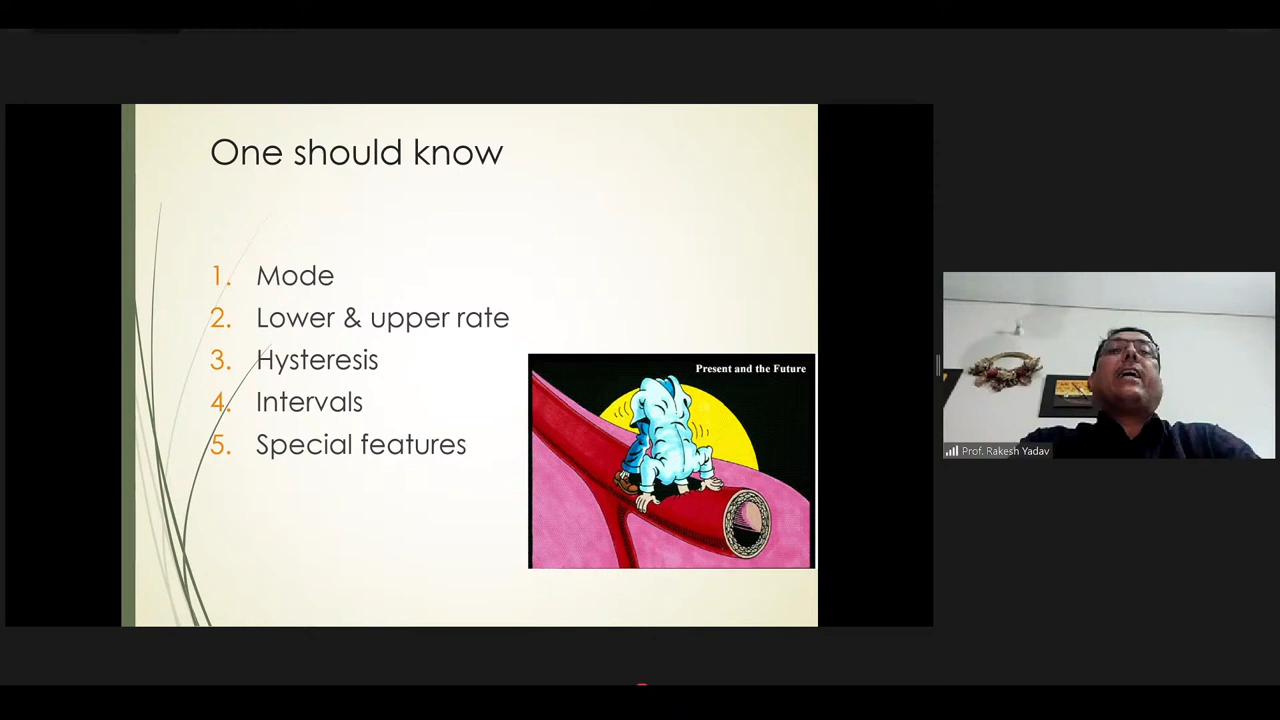 One should know
1. Mode
2. Lower & upper rate
3. Hysteresis
4. Intervals
5. Special features
Present and the Future
Prof. Rakesh Yadav